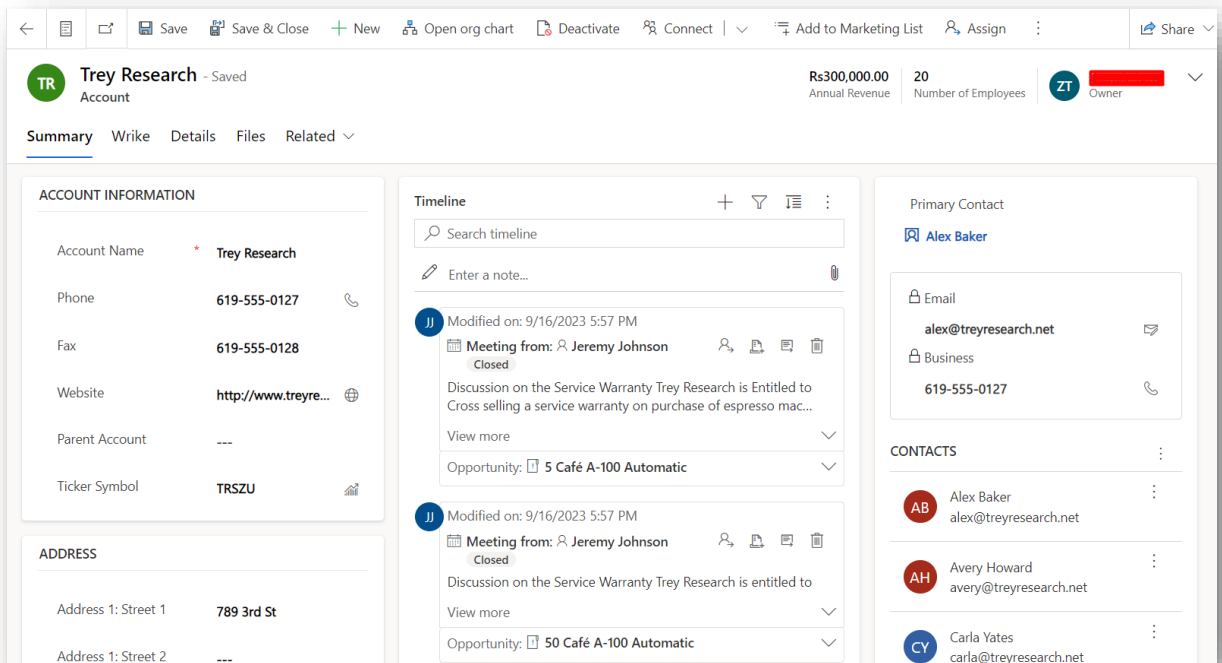 Save
Save & Close
New
Open org chart
Deactivate
Connect
Add to Marketing List
Assign
Share
TR
Trey Research - Saved
Account
Rs300,000.00
Annual Revenue
20
Number of Employees
ZT
Owner
Summary
Wrike
Details
Files
Related
ACCOUNT INFORMATION
Account Name * Trey Research
Phone 619-555-0127
Fax 619-555-0128
Website http://www.treyre...
Parent Account ---
Ticker Symbol TRSZU
ADDRESS
Address 1: Street 1 789 3rd St
Address 1: Street 2 ---
Timeline
Search timeline
Enter a note...
JJ
Modified on: 9/16/2023 5:57 PM
Meeting from: Jeremy Johnson
Closed
Discussion on the Service Warranty Trey Research is Entitled to
Cross selling a service warranty on purchase of espresso mac...
View more
Opportunity: 5 Café A-100 Automatic
JJ
Modified on: 9/16/2023 5:57 PM
Meeting from: Jeremy Johnson
Closed
Discussion on the Service Warranty Trey Research is entitled to
View more
Opportunity: 50 Café A-100 Automatic
Primary Contact
Alex Baker
Email
alex@treyresearch.net
Business
619-555-0127
CONTACTS
AB
Alex Baker
alex@treyresearch.net
AH
Avery Howard
avery@treyresearch.net
CY
Carla Yates
carla@treyresearch.net